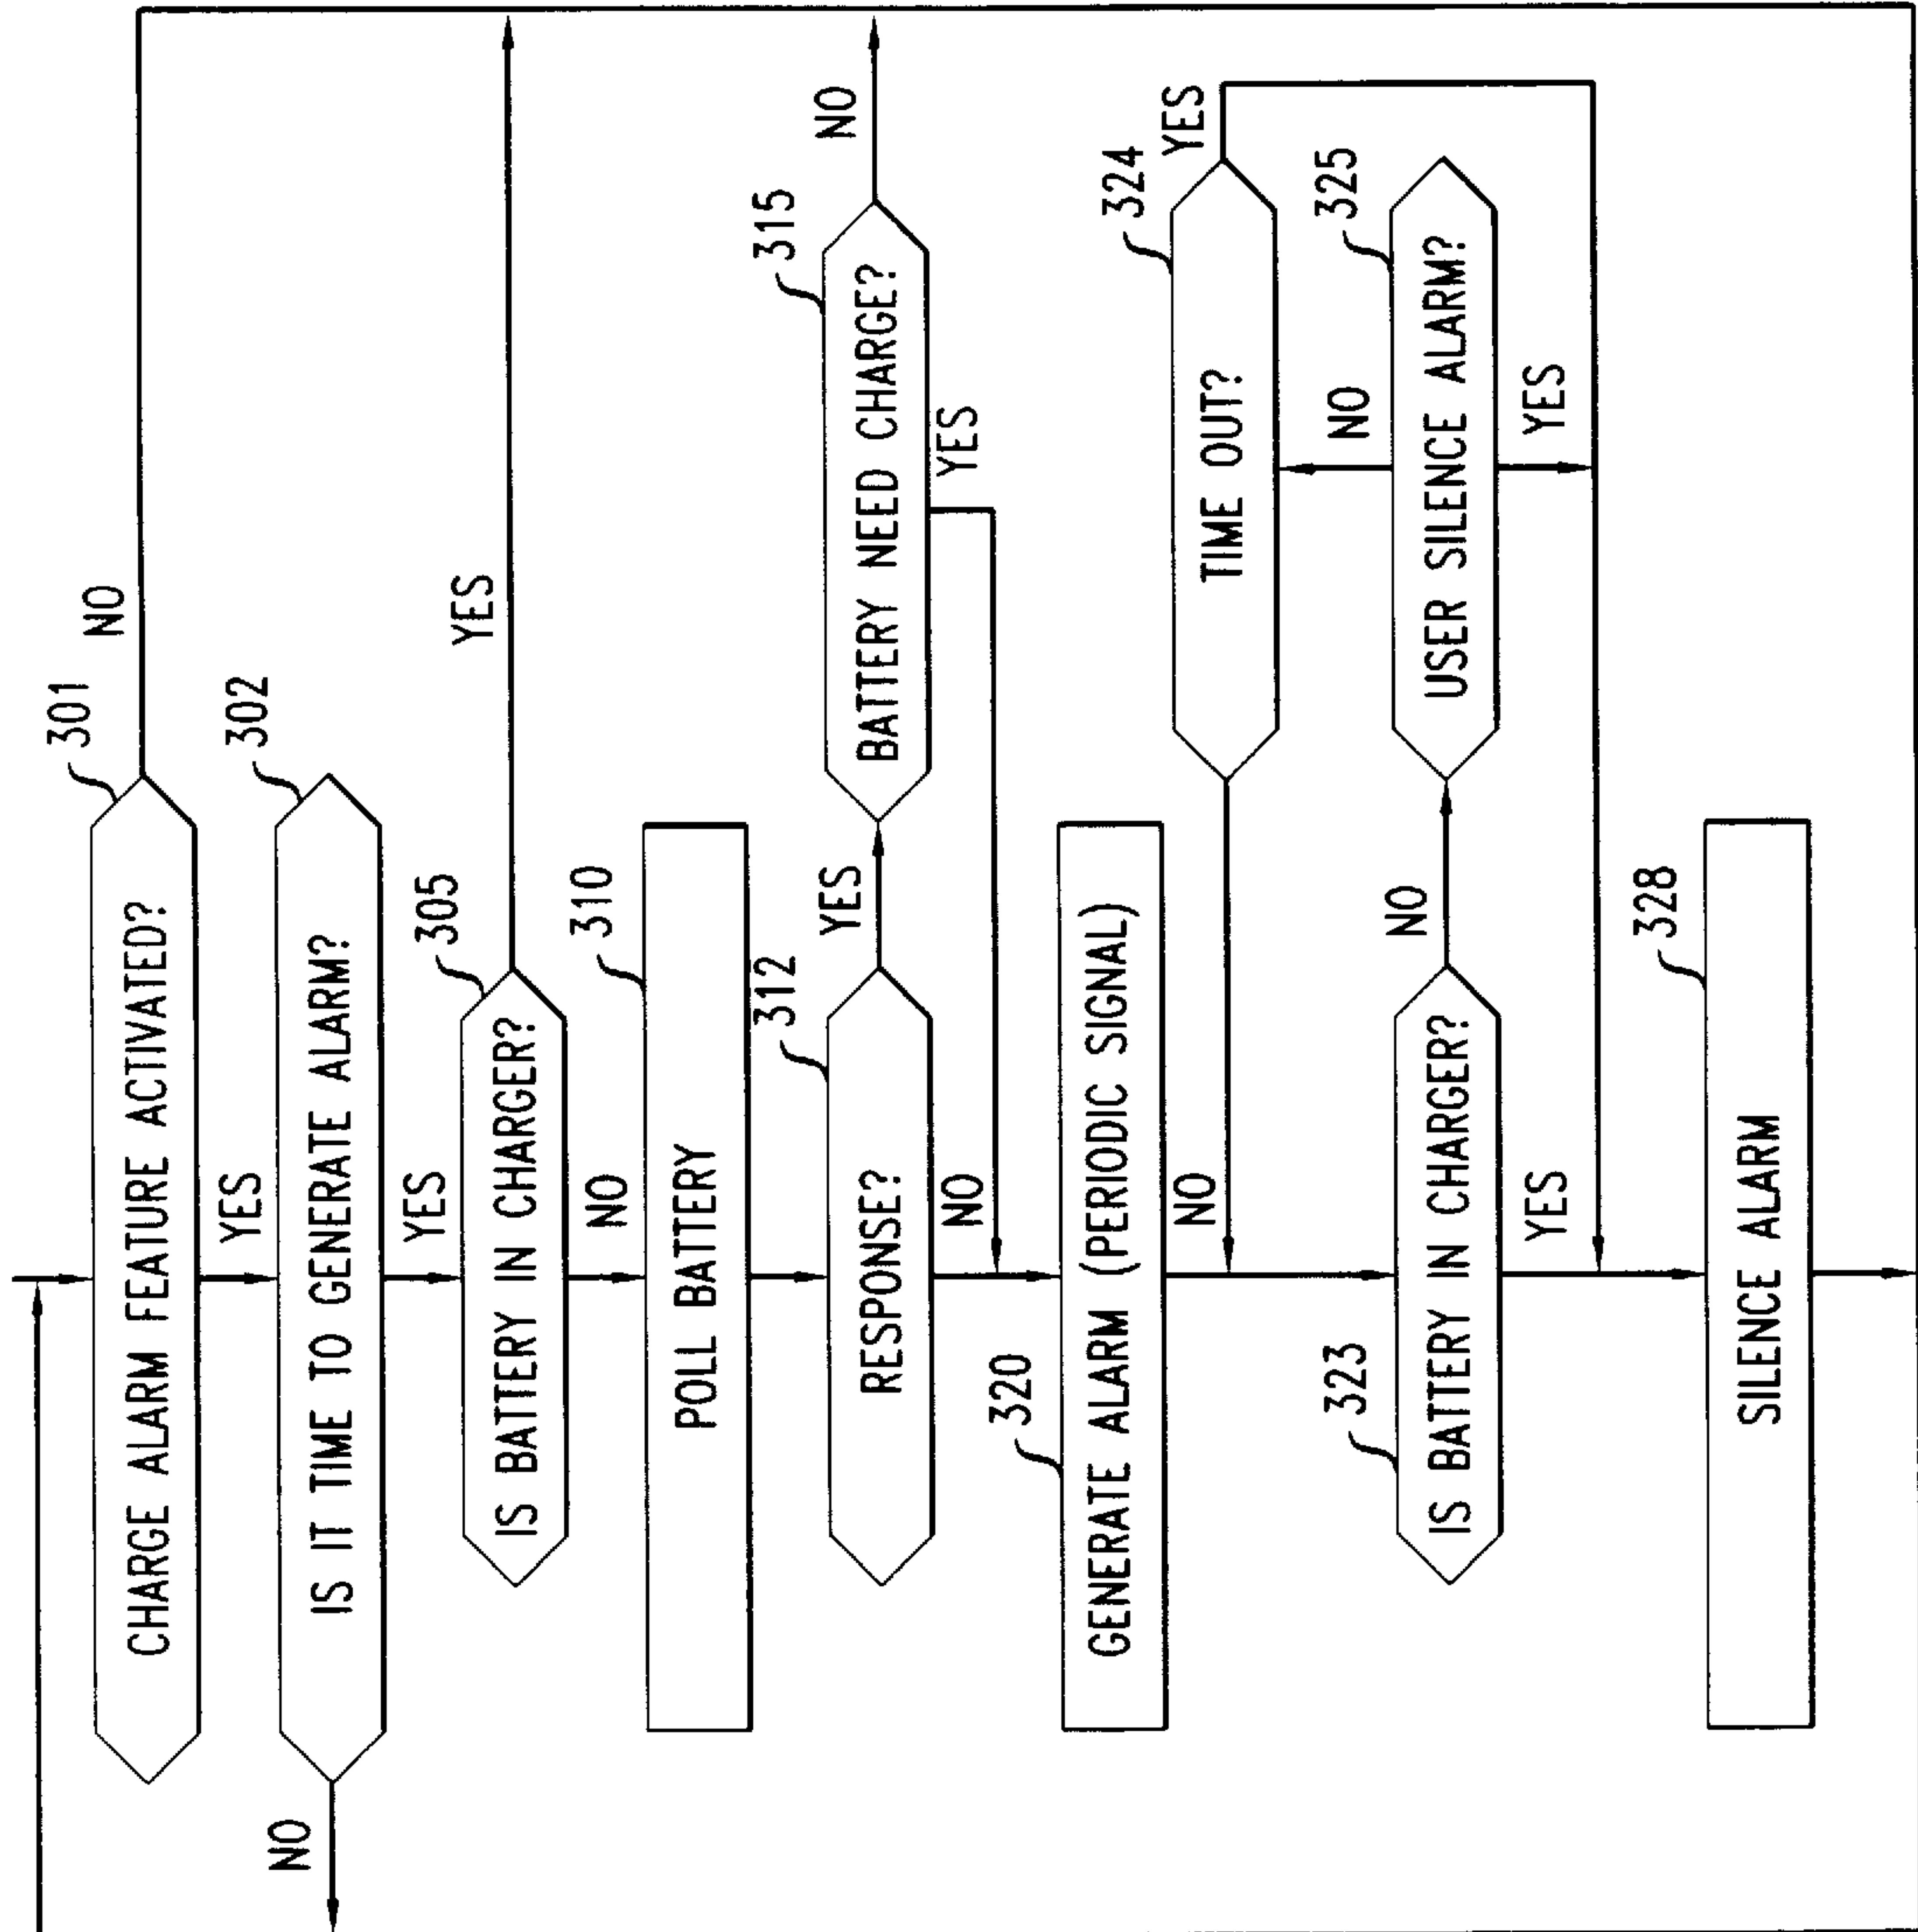 301
CHARGE ALARM FEATURE ACTIVATED?
NO
YES
302
IS IT TIME TO GENERATE ALARM?
NO
YES
305
IS BATTERY IN CHARGER?
YES
NO
310
POLL BATTERY
312
RESPONSE?
YES
315
BATTERY NEED CHARGE?
NO
YES
NO
320
GENERATE ALARM (PERIODIC SIGNAL)
324
TIME OUT?
YES
NO
323
IS BATTERY IN CHARGER?
NO
325
USER SILENCE ALARM?
NO
YES
YES
328
SILENCE ALARM